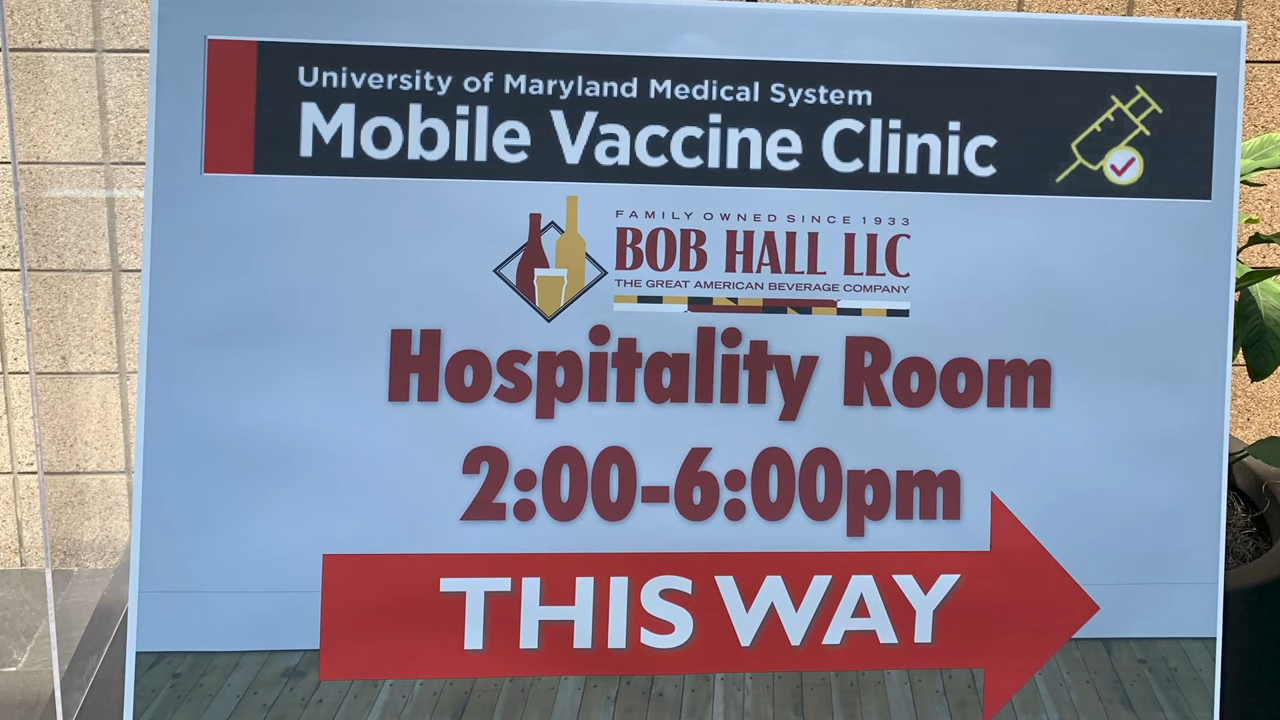 University of Maryland Medical System
Mobile Vaccine Clinic
FAMILY OWNED SINCE 1933
BOB HALL LLC
THE GREAT AMERICAN BEVERAGE COMPANY
Hospitality Room
2:00-6:00pm
THIS WAY